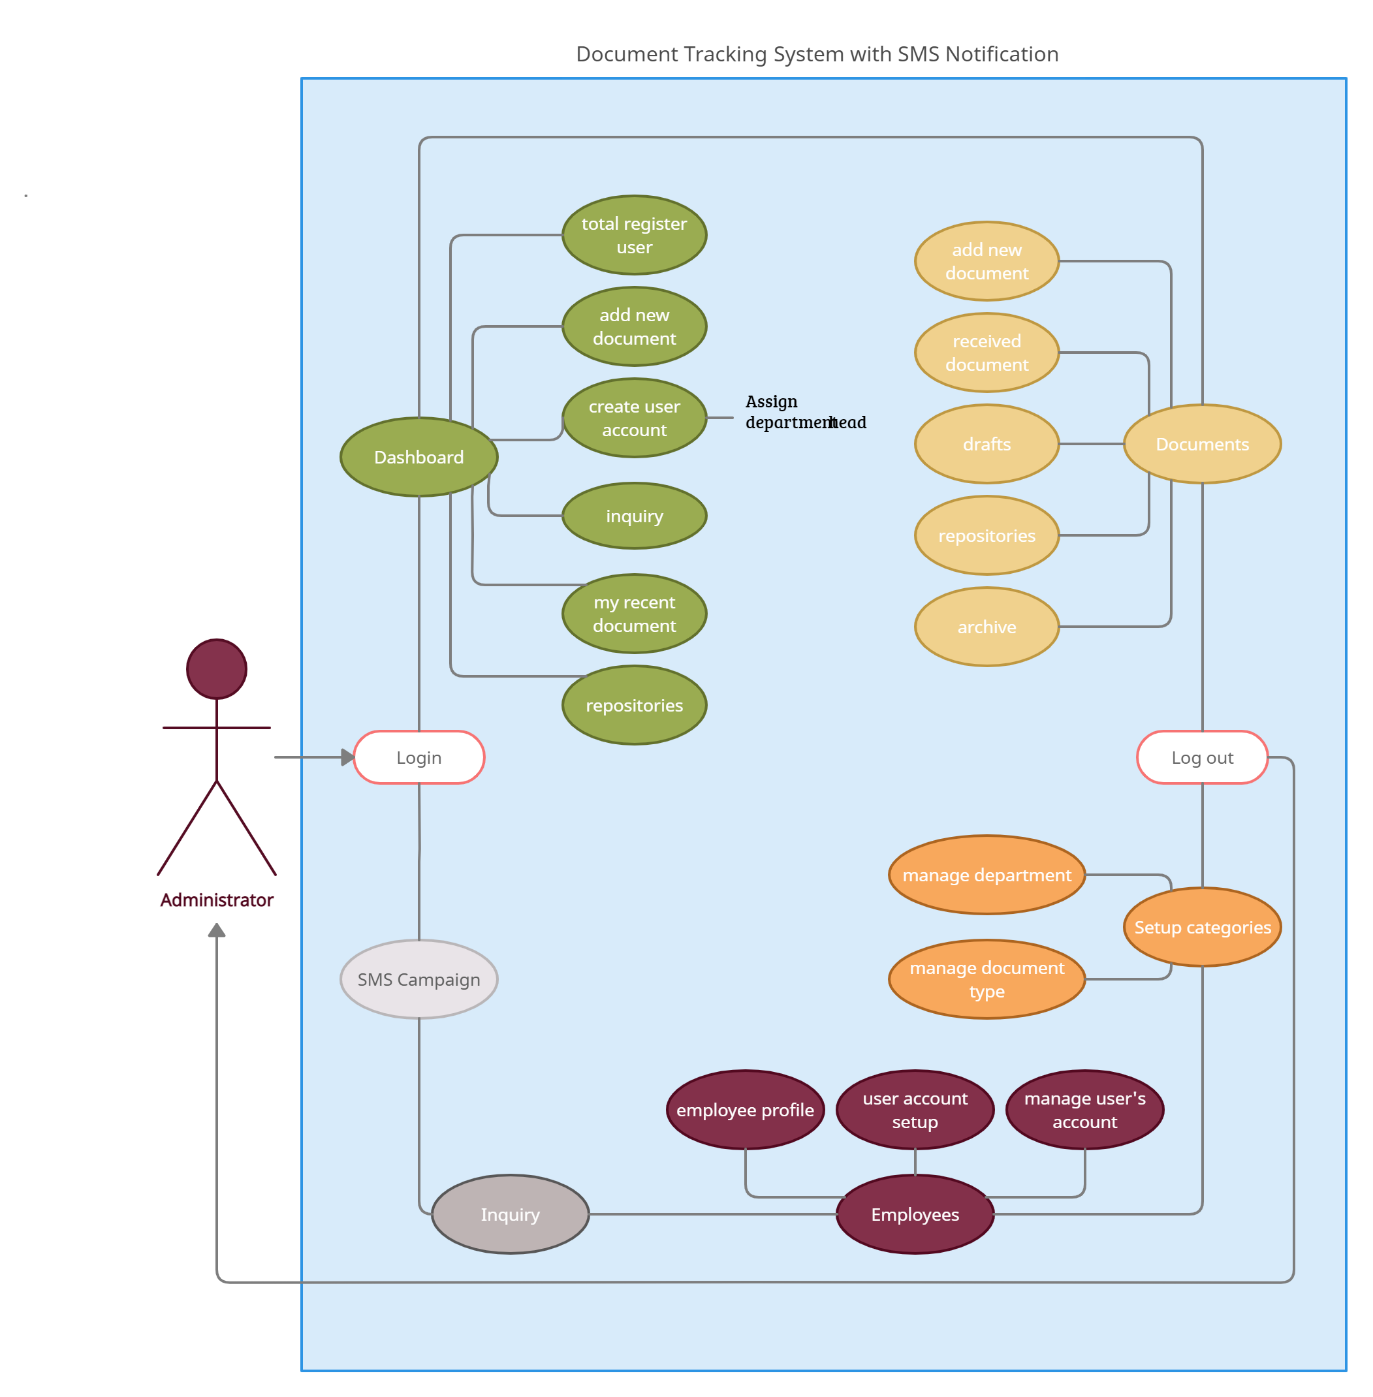 Document Tracking System with SMS Notification
total register
user
add new
document
create user
account
Assign
department head
Dashboard
inquiry
my recent
document
repositories
add new
document
received
document
drafts
Documents
repositories
archive
Login
Log out
Administrator
manage department
Setup categories
manage document
type
SMS Campaign
employee profile
user account
setup
manage user's
account
Inquiry
Employees